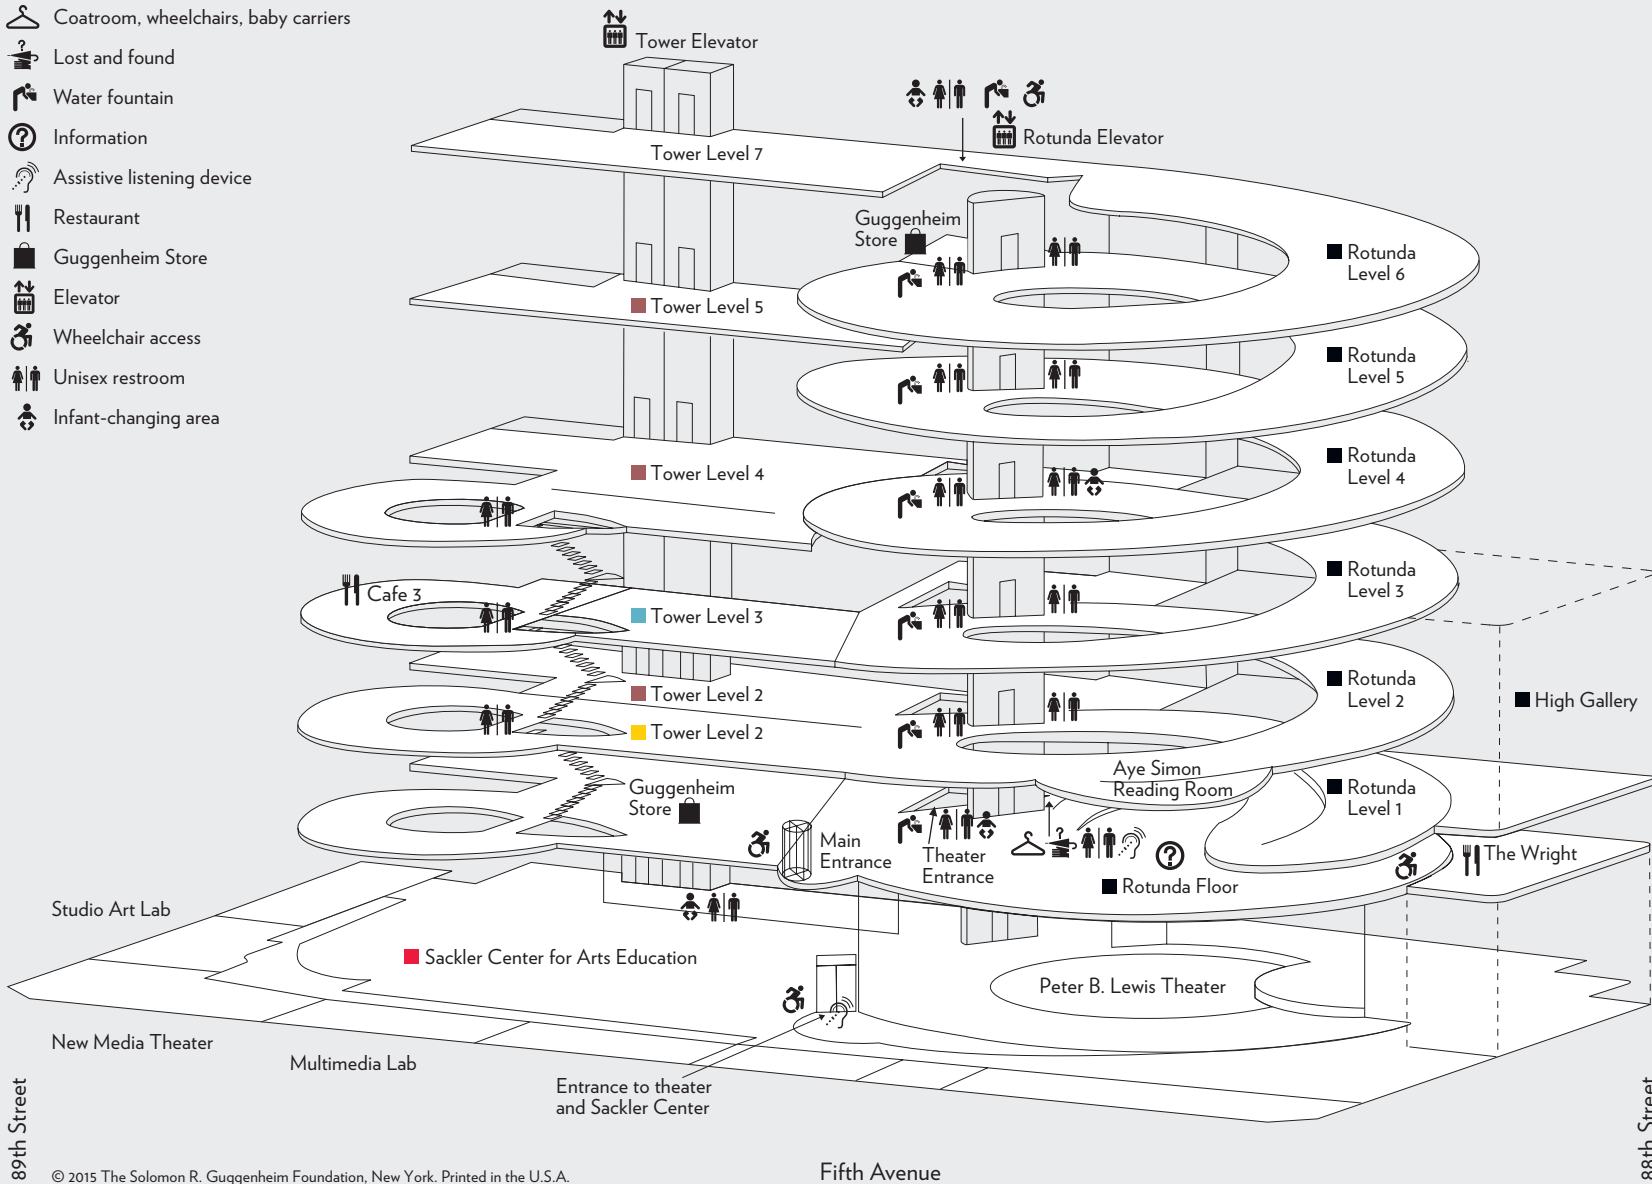 Coatroom, wheelchairs, baby carriers
Lost and found
Water fountain
Information
Assistive listening device
Restaurant
Guggenheim Store
Elevator
Wheelchair access
Unisex restroom
Infant-changing area
Tower Elevator
Rotunda Elevator
Tower Level 7
Guggenheim
Store
Rotunda
Level 6
Tower Level 5
Rotunda
Level 5
Tower Level 4
Rotunda
Level 4
Cafe 3
Tower Level 3
Rotunda
Level 3
Tower Level 2
Tower Level 2
Rotunda
Level 2
High Gallery
Aye Simon
Reading Room
Guggenheim
Store
Rotunda
Level 1
Main
Entrance
Theater
Entrance
The Wright
Rotunda Floor
Studio Art Lab
Sackler Center for Arts Education
Peter B. Lewis Theater
New Media Theater
Multimedia Lab
Entrance to theater
and Sackler Center
89th Street
88th Street
Fifth Avenue
© 2015 The Solomon R. Guggenheim Foundation, New York. Printed in the U.S.A.